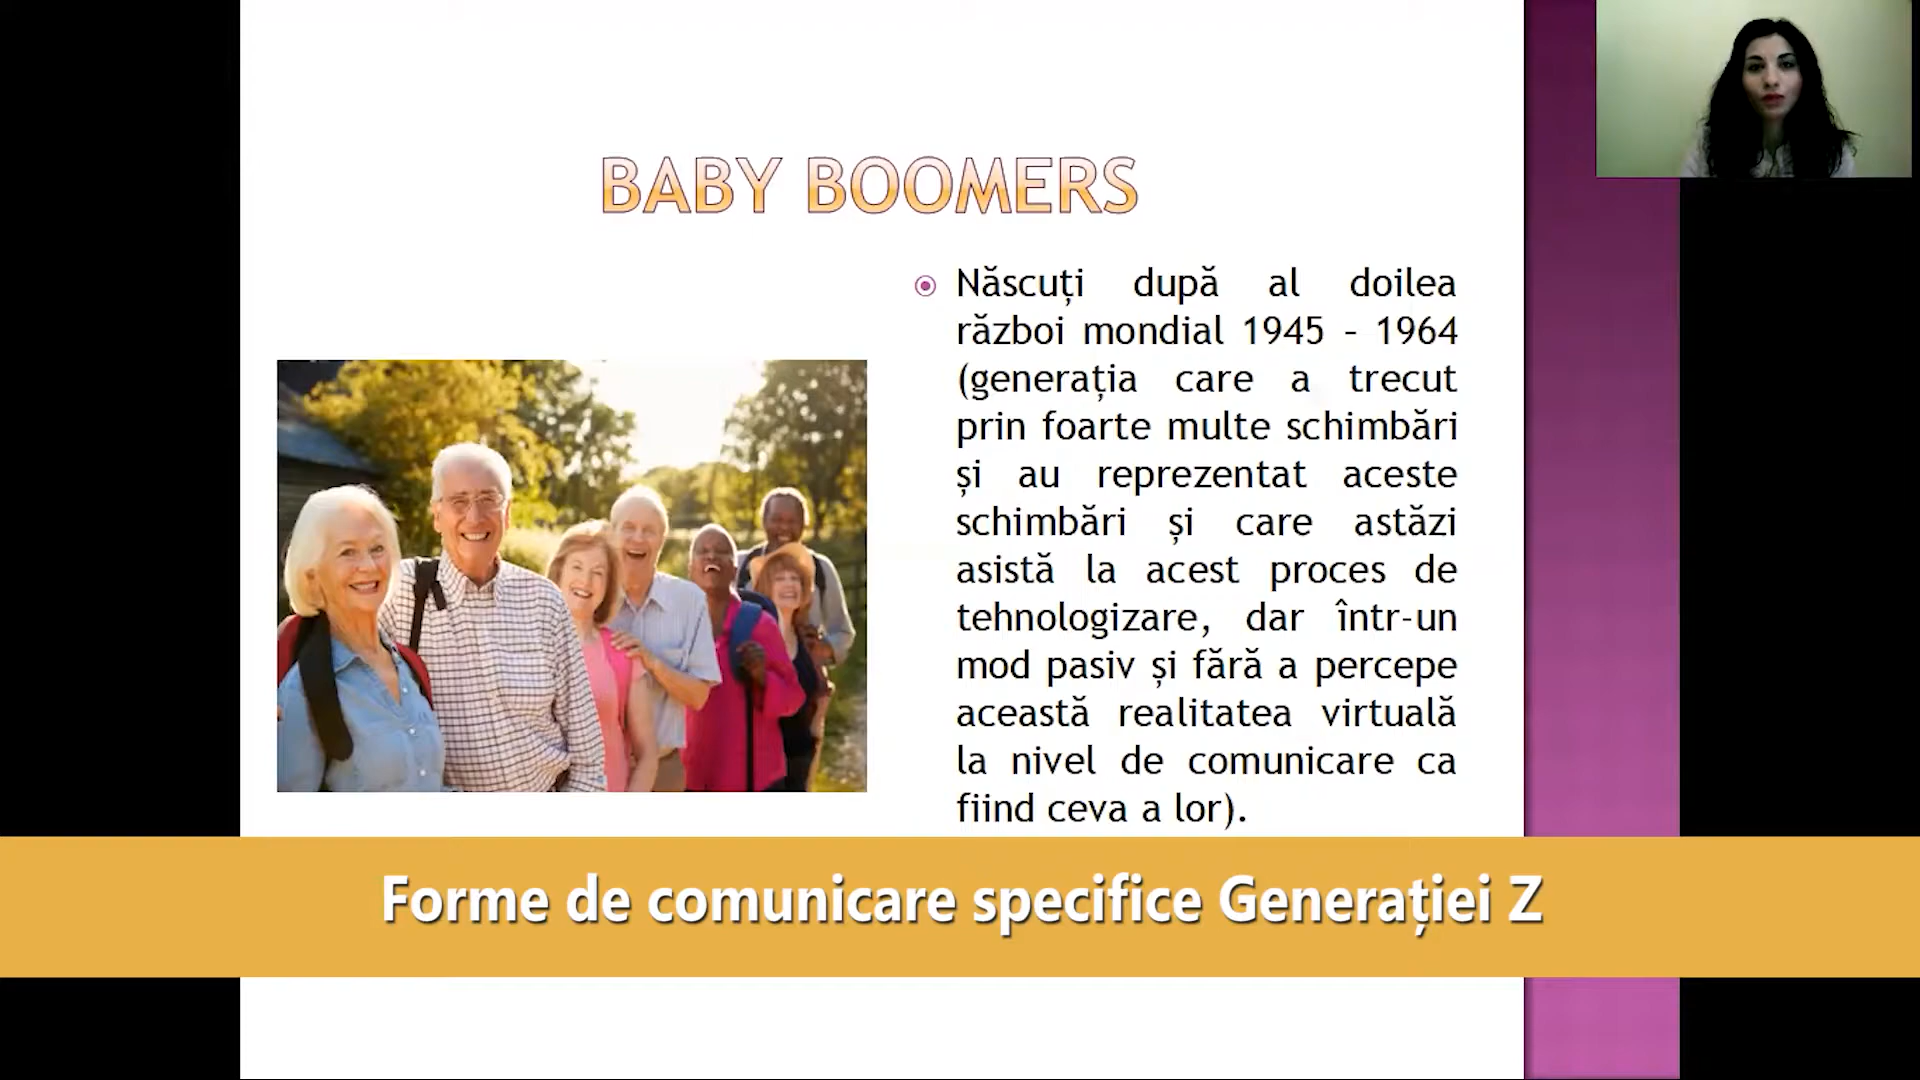 BABY BOOMERS
Născuți după al doilea
război mondial 1945 – 1964
(generația care a trecut
prin foarte multe schimbări
și au reprezentat aceste
schimbări și care astăzi
asistă la acest proces de
tehnologizare, dar într-un
mod pasiv și fără a percepe
această realitatea virtuală
la nivel de comunicare ca
fiind ceva a lor).
Forme de comunicare specifice Generației Z